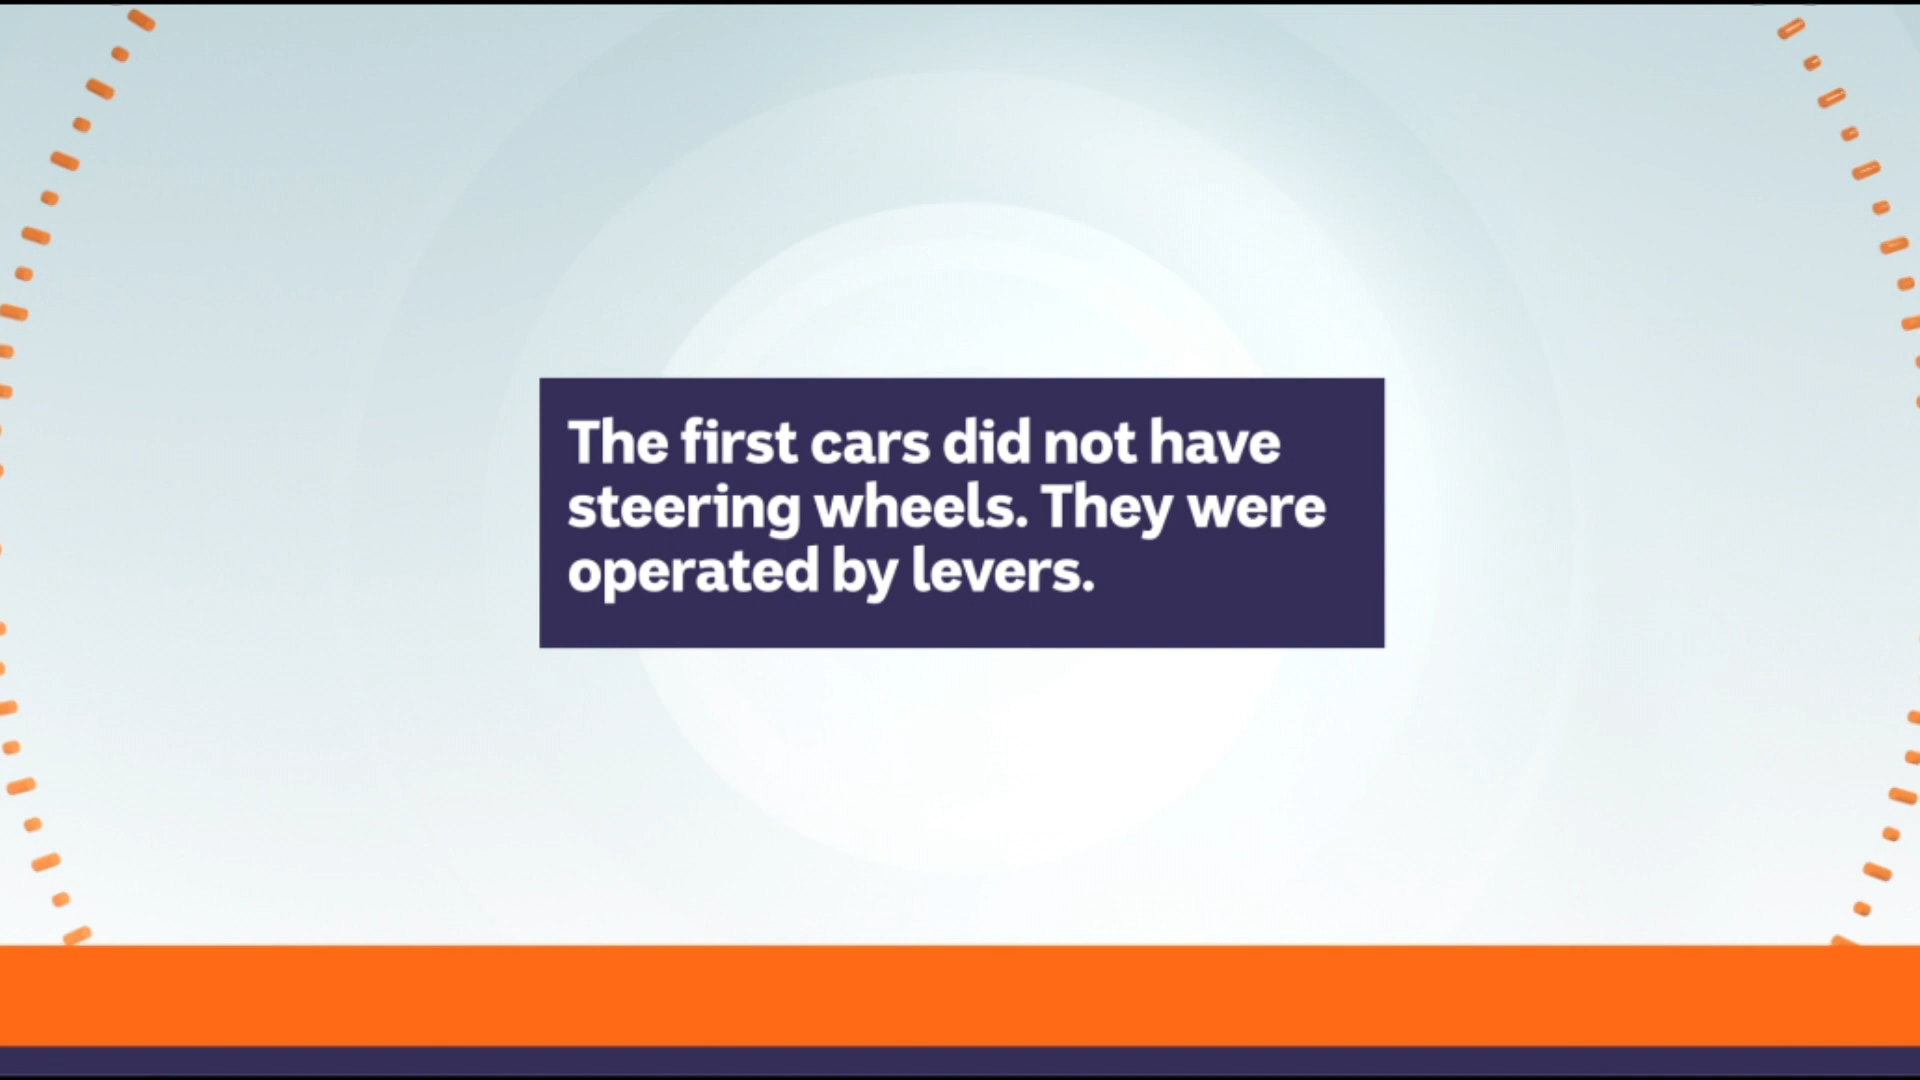 The first cars did not have
steering wheels. They were
operated by levers.